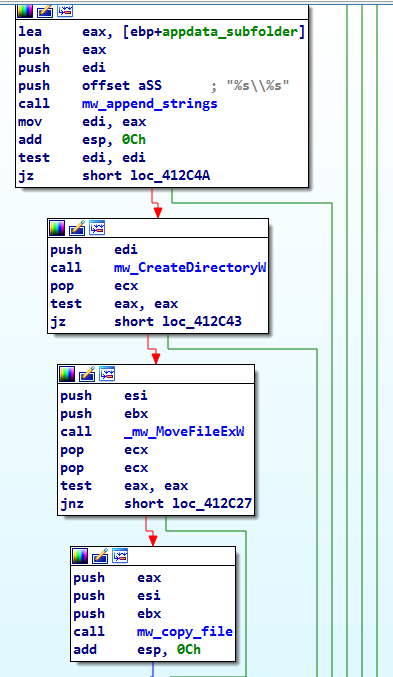 lea eax, [ebp+appdata_subfolder]
push eax
push edi
push offset aSS ; "%s\\%s"
call mw_append_strings
mov edi, eax
add esp, 0Ch
test edi, edi
jz short loc_412C4A
push edi
call mw_CreateDirectoryW
pop ecx
test eax, eax
jz short loc_412C43
push esi
push ebx
call _mw_MoveFileExW
pop ecx
pop ecx
test eax, eax
jnz short loc_412C27
push eax
push esi
push ebx
call mw_copy_file
add esp, 0Ch